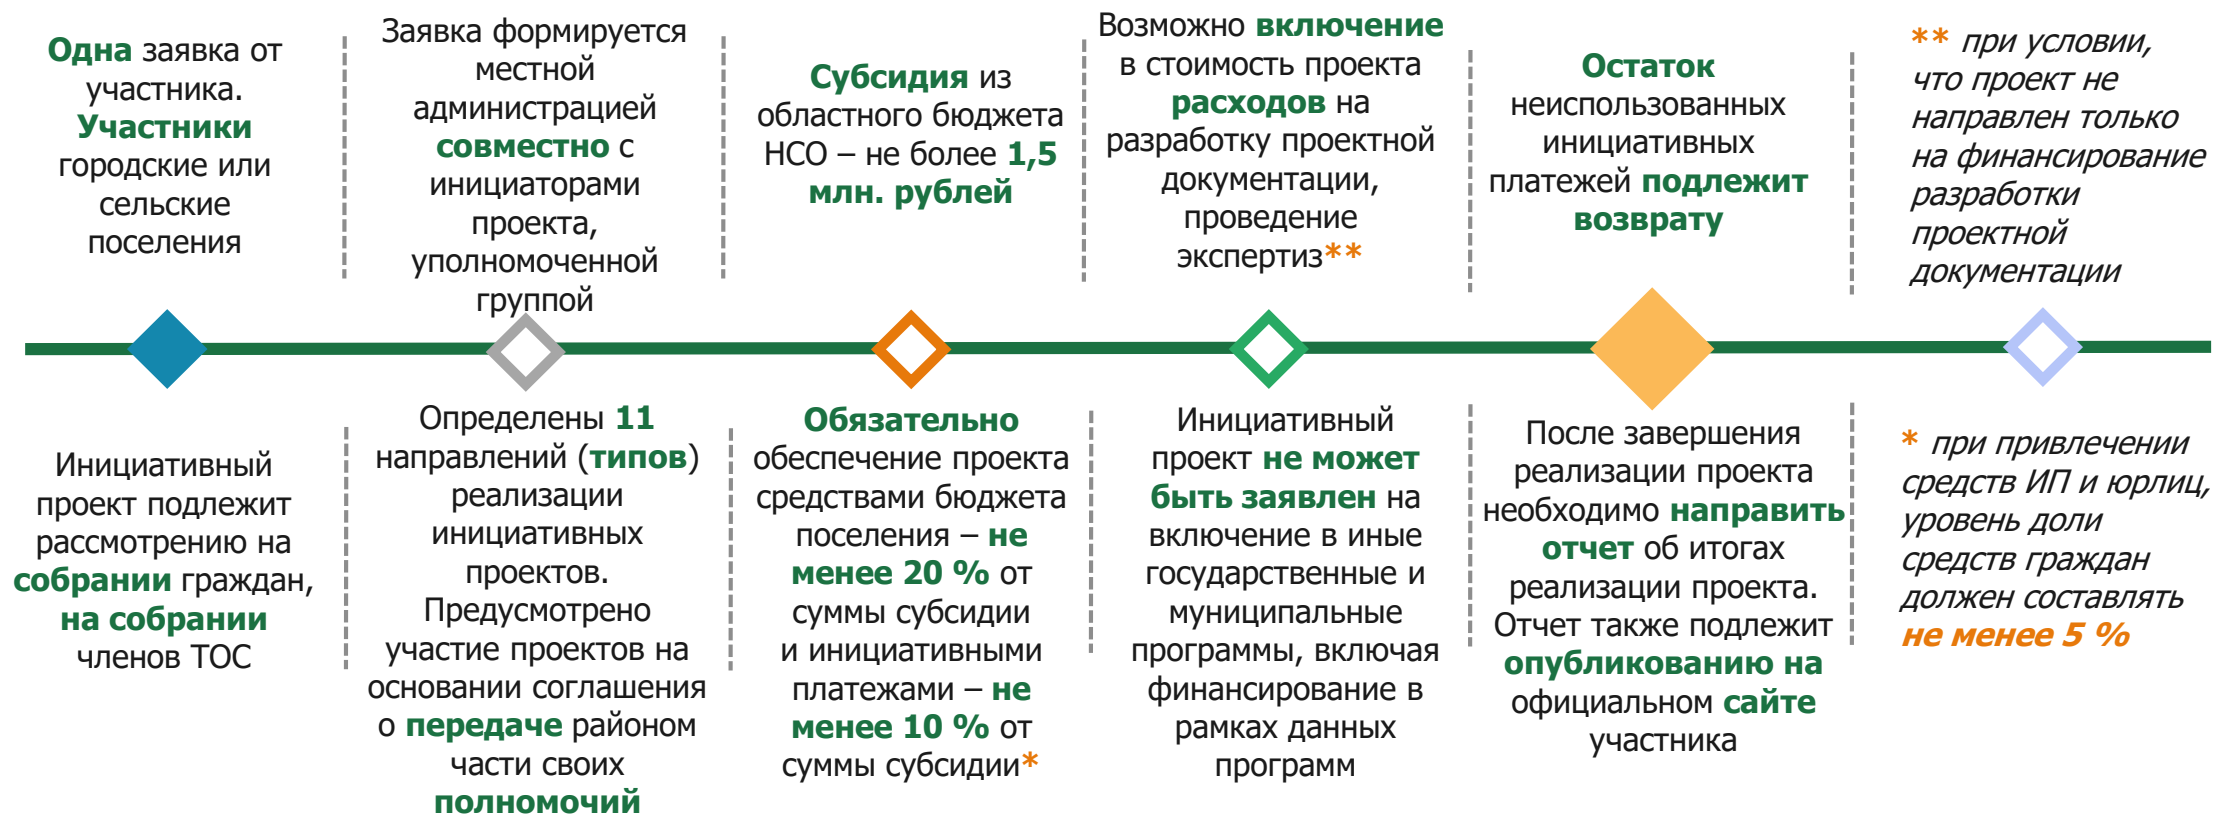 Одна заявка от
участника.
Участники
городские или
сельские
поселения
Заявка формируется
местной
администрацией
совместно с
инициаторами
проекта,
уполномоченной
группой
Субсидия из
областного бюджета
НСО – не более 1,5
млн. рублей
Возможно включение
в стоимость проекта
расходов на
разработку проектной
документации,
проведение
экспертиз**
Остаток
неиспользованных
инициативных
платежей подлежит
возврату
** при условии,
что проект не
направлен только
на финансирование
разработки
проектной
документации
Инициативный
проект подлежит
рассмотрению на
собрании граждан,
на собрании
членов ТОС
Определены 11
направлений (типов)
реализации
инициативных
проектов.
Предусмотрено
участие проектов на
основании соглашения
о передаче районом
части своих
полномочий
Обязательно
обеспечение проекта
средствами бюджета
поселения – не
менее 20 % от
суммы субсидии
и инициативными
платежами – не
менее 10 % от
суммы субсидии*
Инициативный
проект не может
быть заявлен на
включение в иные
государственные и
муниципальные
программы, включая
финансирование в
рамках данных
программ
После завершения
реализации проекта
необходимо направить
отчет об итогах
реализации проекта.
Отчет также подлежит
опубликованию на
официальном сайте
участника
* при привлечении
средств ИП и юрлиц,
уровень доли
средств граждан
должен составлять
не менее 5 %